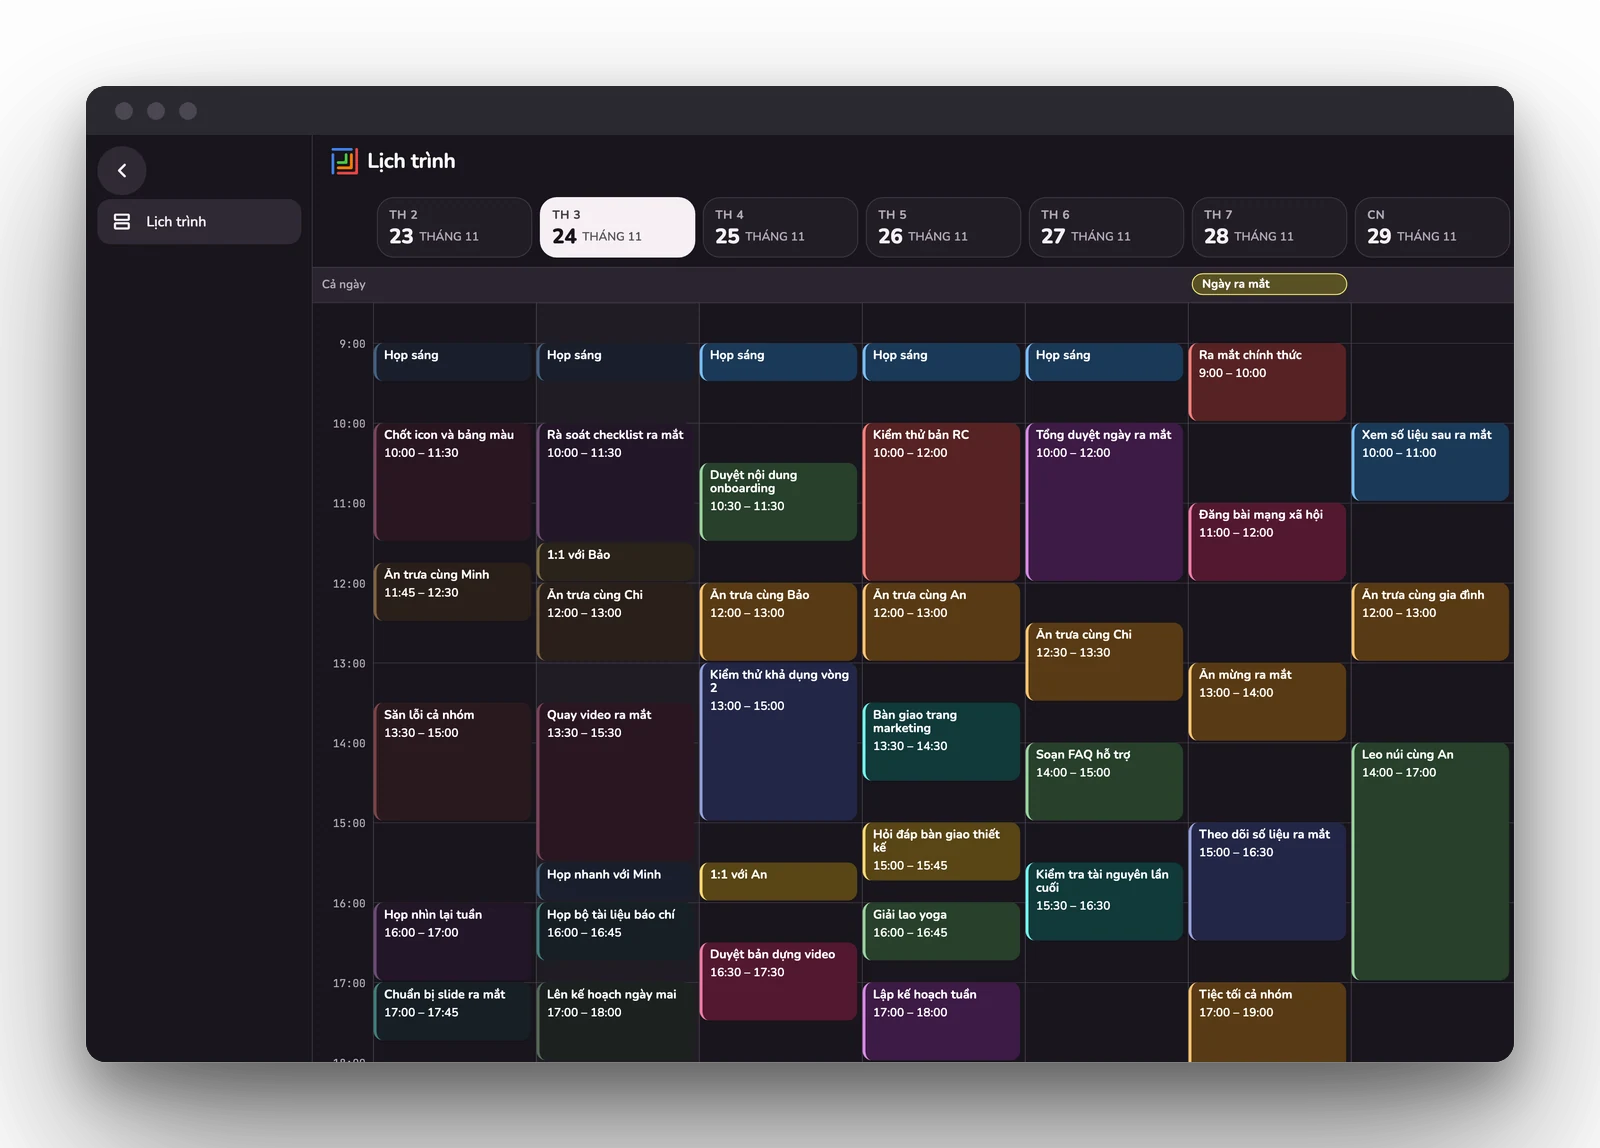 Lịch trình
Lịch trình
TH 2
23 THÁNG 11
TH 3
24 THÁNG 11
TH 4
25 THÁNG 11
TH 5
26 THÁNG 11
TH 6
27 THÁNG 11
TH 7
28 THÁNG 11
CN
29 THÁNG 11
Cả ngày
Ngày ra mắt
9:00
10:00
11:00
12:00
13:00
14:00
15:00
16:00
17:00
18:00
Họp sáng
Chốt icon và bảng màu
10:00 – 11:30
Ăn trưa cùng Minh
11:45 – 12:30
Săn lỗi cả nhóm
13:30 – 15:00
Họp nhìn lại tuần
16:00 – 17:00
Chuẩn bị slide ra mắt
17:00 – 17:45
Họp sáng
Rà soát checklist ra mắt
10:00 – 11:30
1:1 với Bảo
Ăn trưa cùng Chi
12:00 – 13:00
Quay video ra mắt
13:30 – 15:30
Họp nhanh với Minh
Họp bộ tài liệu báo chí
16:00 – 16:45
Lên kế hoạch ngày mai
17:00 – 18:00
Họp sáng
Duyệt nội dung
onboarding
10:30 – 11:30
Ăn trưa cùng Bảo
12:00 – 13:00
Kiểm thử khả dụng vòng
2
13:00 – 15:00
1:1 với An
Duyệt bản dựng video
16:30 – 17:30
Họp sáng
Kiểm thử bản RC
10:00 – 12:00
Ăn trưa cùng An
12:00 – 13:00
Bàn giao trang
marketing
13:30 – 14:30
Hỏi đáp bàn giao thiết
kế
15:00 – 15:45
Giải lao yoga
16:00 – 16:45
Lập kế hoạch tuần
17:00 – 18:00
Họp sáng
Tổng duyệt ngày ra mắt
10:00 – 12:00
Ăn trưa cùng Chi
12:30 – 13:30
Soạn FAQ hỗ trợ
14:00 – 15:00
Kiểm tra tài nguyên lần
cuối
15:30 – 16:30
Ra mắt chính thức
9:00 – 10:00
Đăng bài mạng xã hội
11:00 – 12:00
Ăn mừng ra mắt
13:00 – 14:00
Theo dõi số liệu ra mắt
15:00 – 16:30
Tiệc tối cả nhóm
17:00 – 19:00
Xem số liệu sau ra mắt
10:00 – 11:00
Ăn trưa cùng gia đình
12:00 – 13:00
Leo núi cùng An
14:00 – 17:00